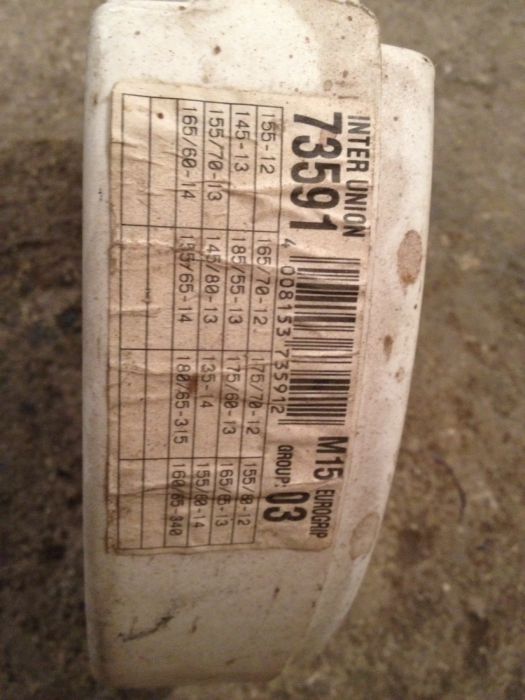 INTER UNION
73591
4 008153 735912
M15 EUROGRIP
GROUP: 03
155-12 165/70-12 175/70-12 155/80-12
145-13 185/55-13 175/60-13 165/65-13
155/70-13 145/80-13 135-14 155/60-14
165/60-14 155/65-14 180/65-315 160/65-340